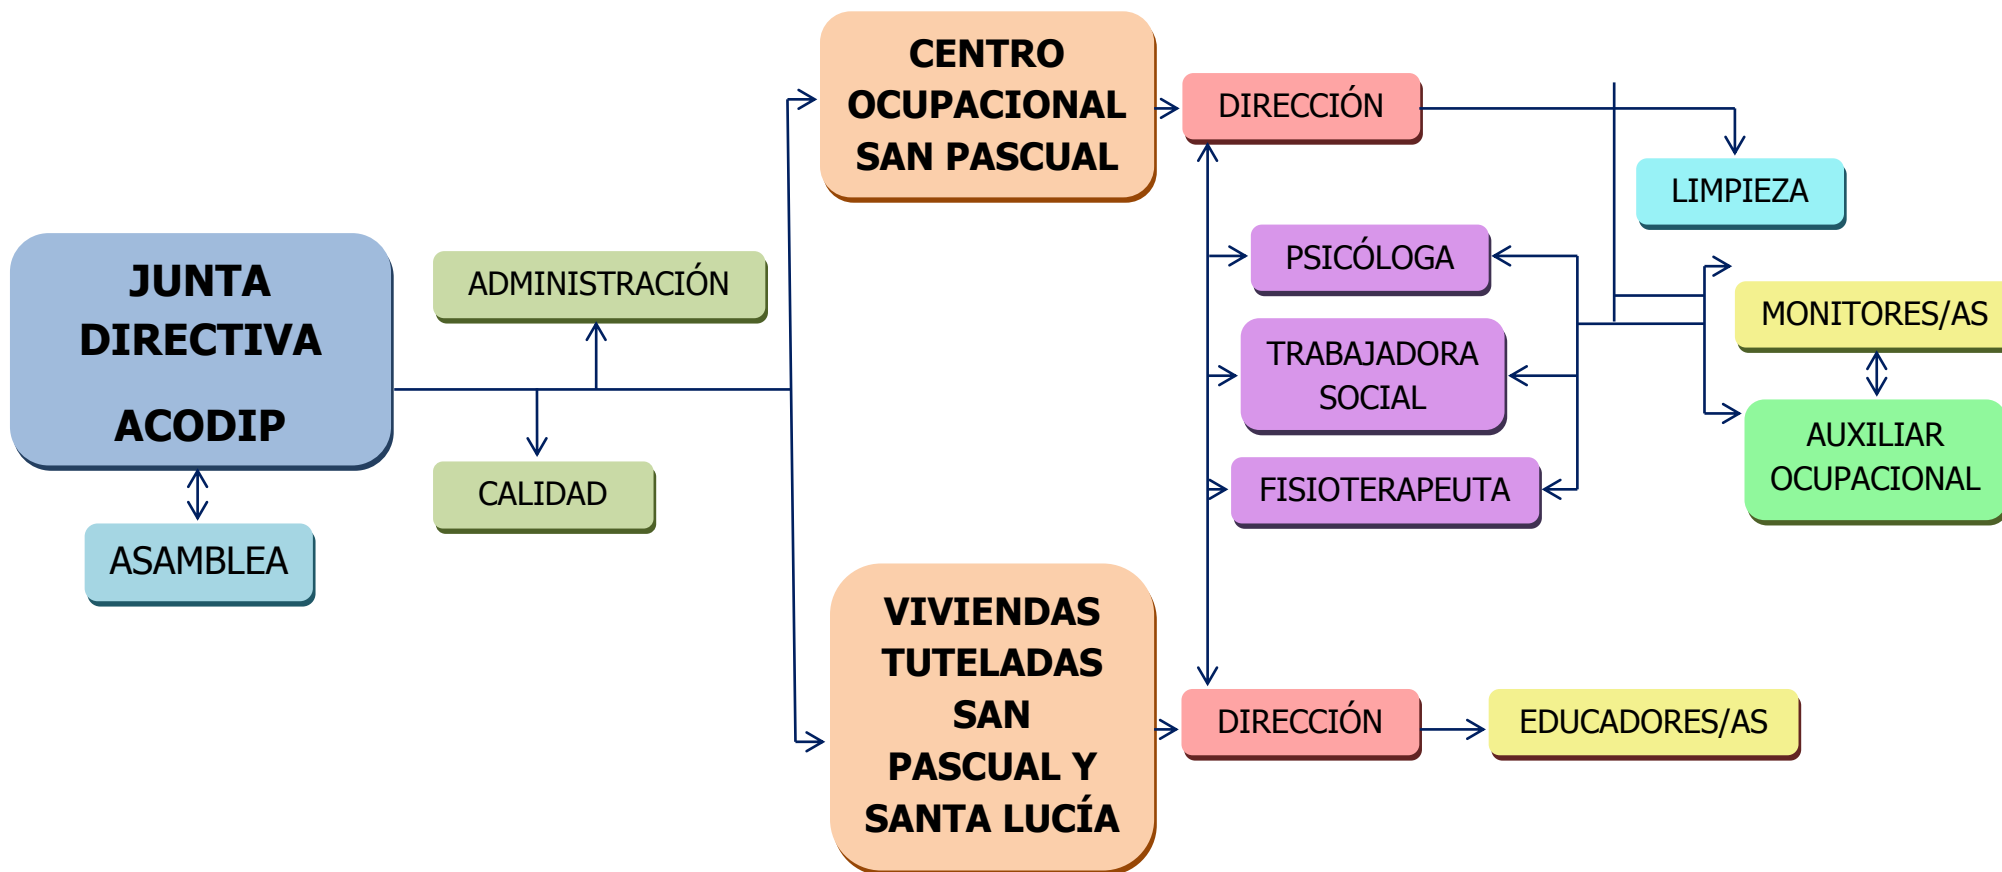 JUNTA
DIRECTIVA
ACODIP
ASAMBLEA
ADMINISTRACIÓN
CALIDAD
CENTRO
OCUPACIONAL
SAN PASCUAL
DIRECCIÓN
LIMPIEZA
PSICÓLOGA
TRABAJADORA
SOCIAL
FISIOTERAPEUTA
MONITORES/AS
AUXILIAR
OCUPACIONAL
VIVIENDAS
TUTELADAS
SAN
PASCUAL Y
SANTA LUCÍA
DIRECCIÓN
EDUCADORES/AS